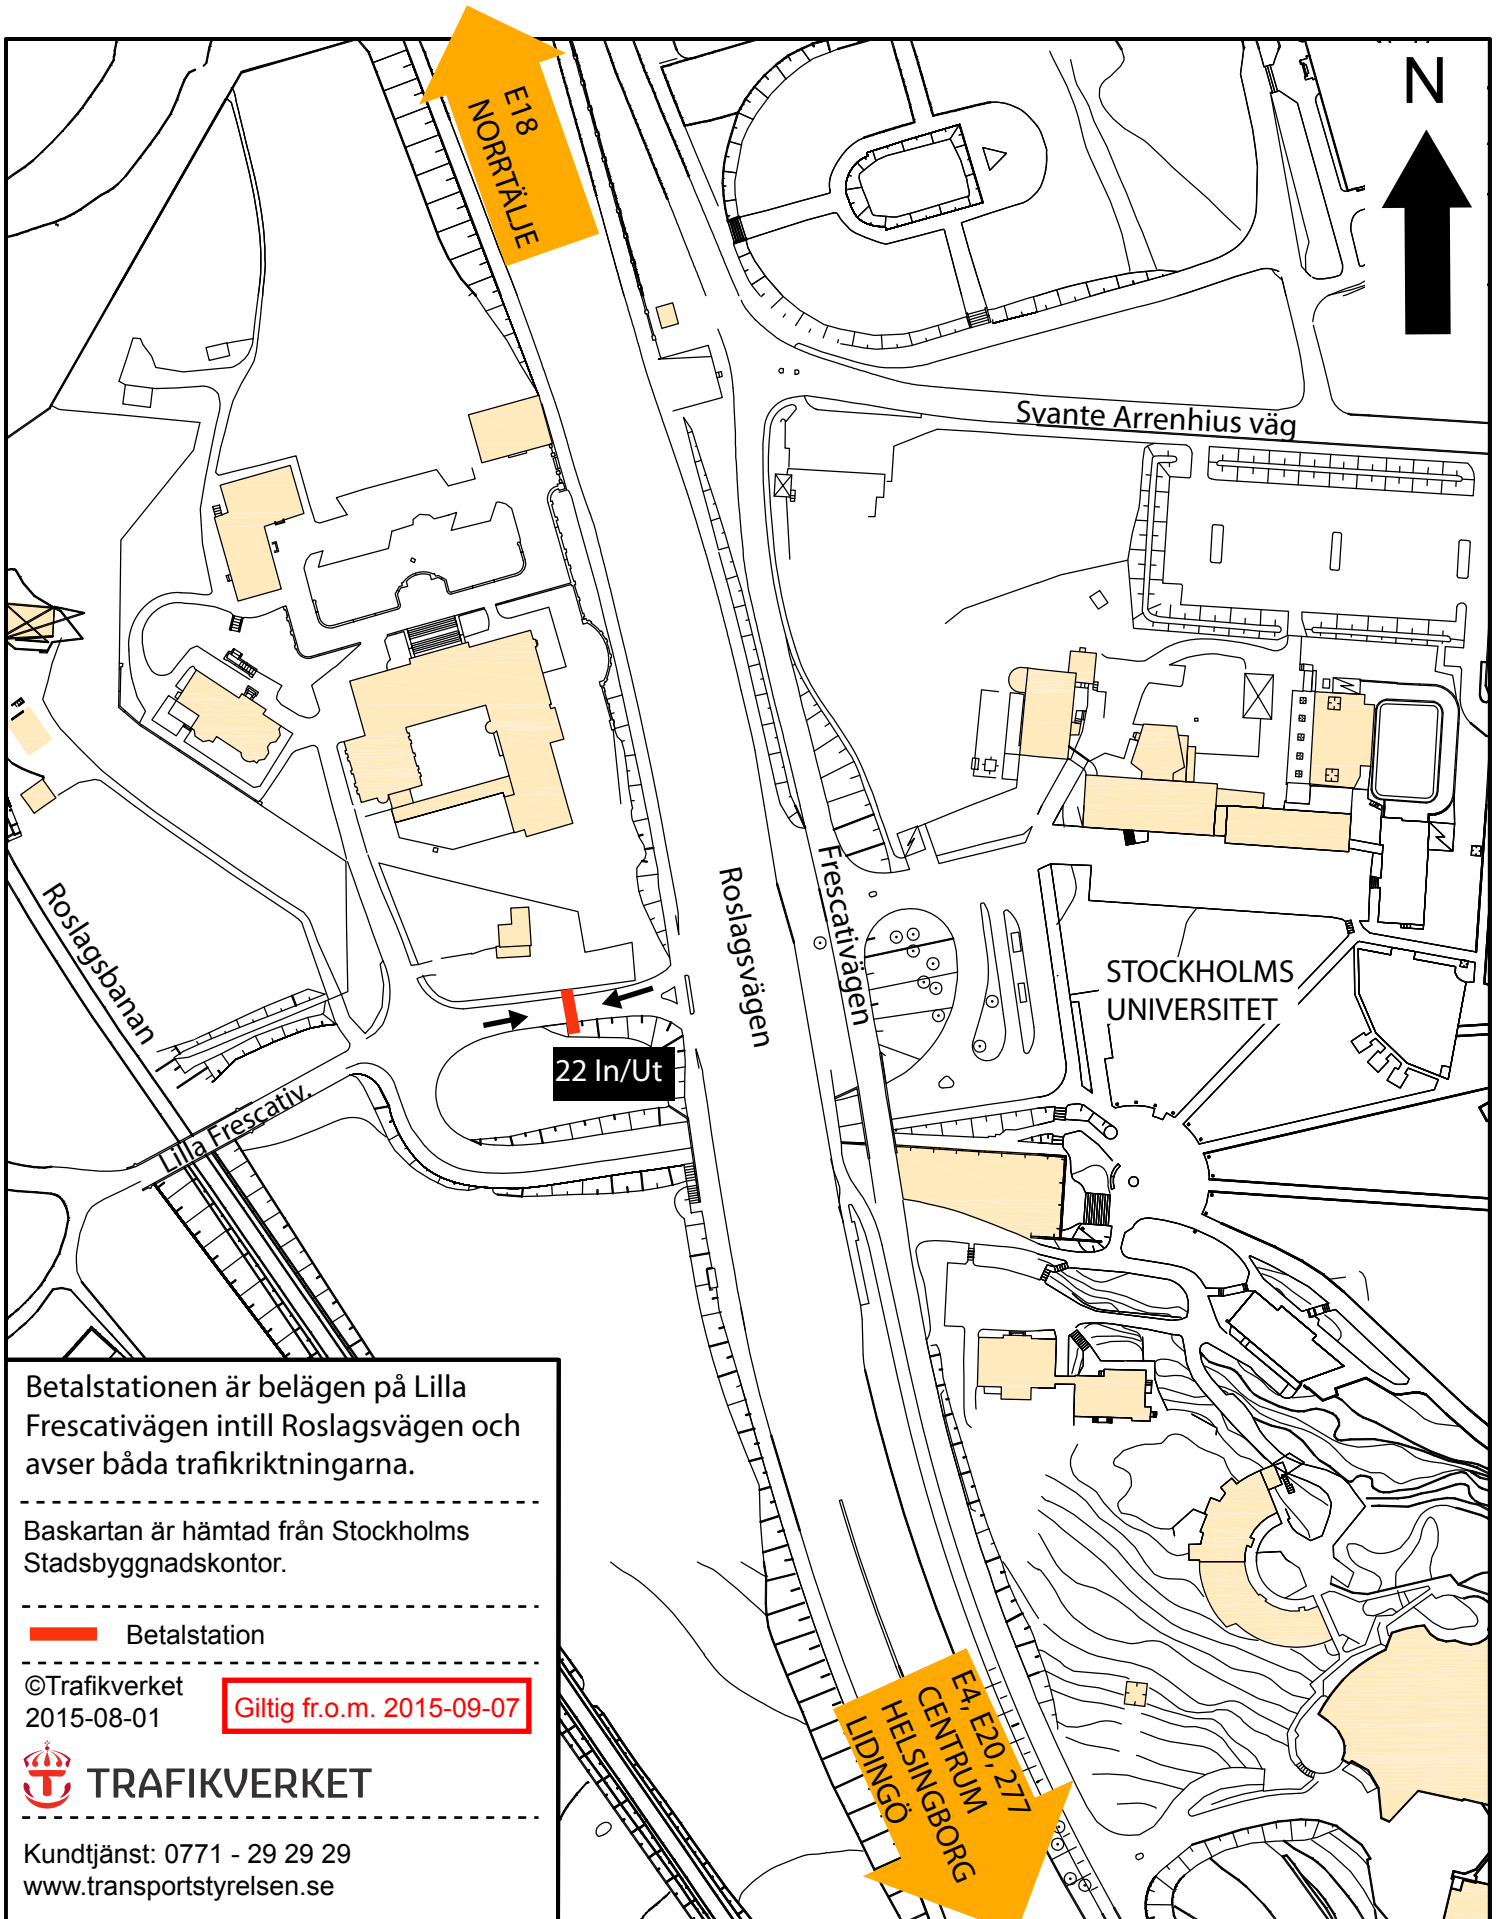 E18
NORRTÄLJE
N
Svante Arrenhius väg
Roslagsvägen
Frescativägen
Roslagsbanan
STOCKHOLMS
UNIVERSITET
22 In/Ut
Lilla Frescativ.
E4, E20, 277
CENTRUM
HELSINGBORG
LIDINGÖ
Betalstationen är belägen på Lilla
Frescativägen intill Roslagsvägen och
avser båda trafikriktningarna.
Baskartan är hämtad från Stockholms
Stadsbyggnadskontor.
Betalstation
©Trafikverket
2015-08-01
Giltig fr.o.m. 2015-09-07
TRAFIKVERKET
Kundtjänst: 0771 - 29 29 29
www.transportstyrelsen.se